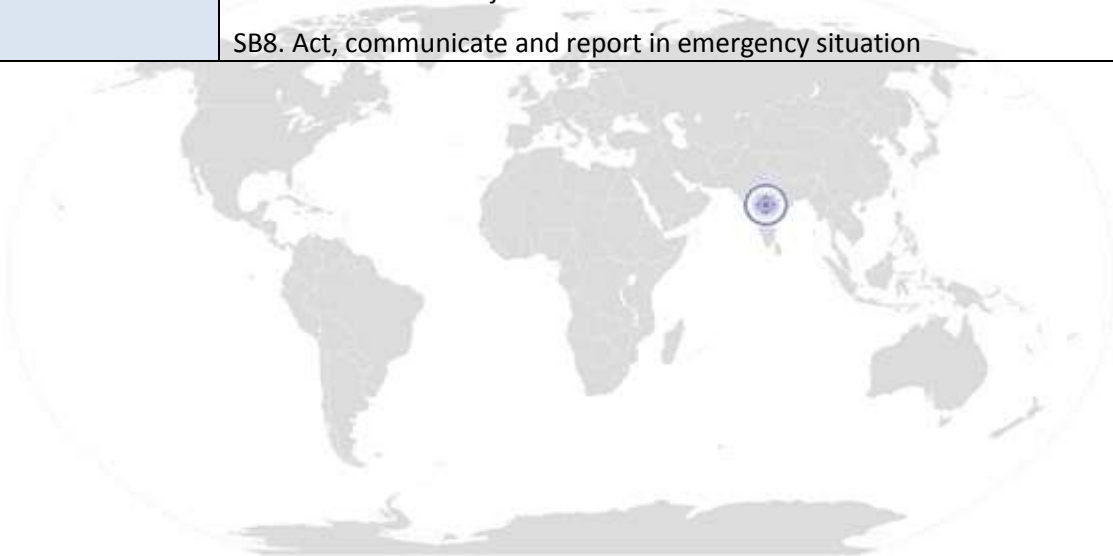 SB8. Act, communicate and report in emergency situation